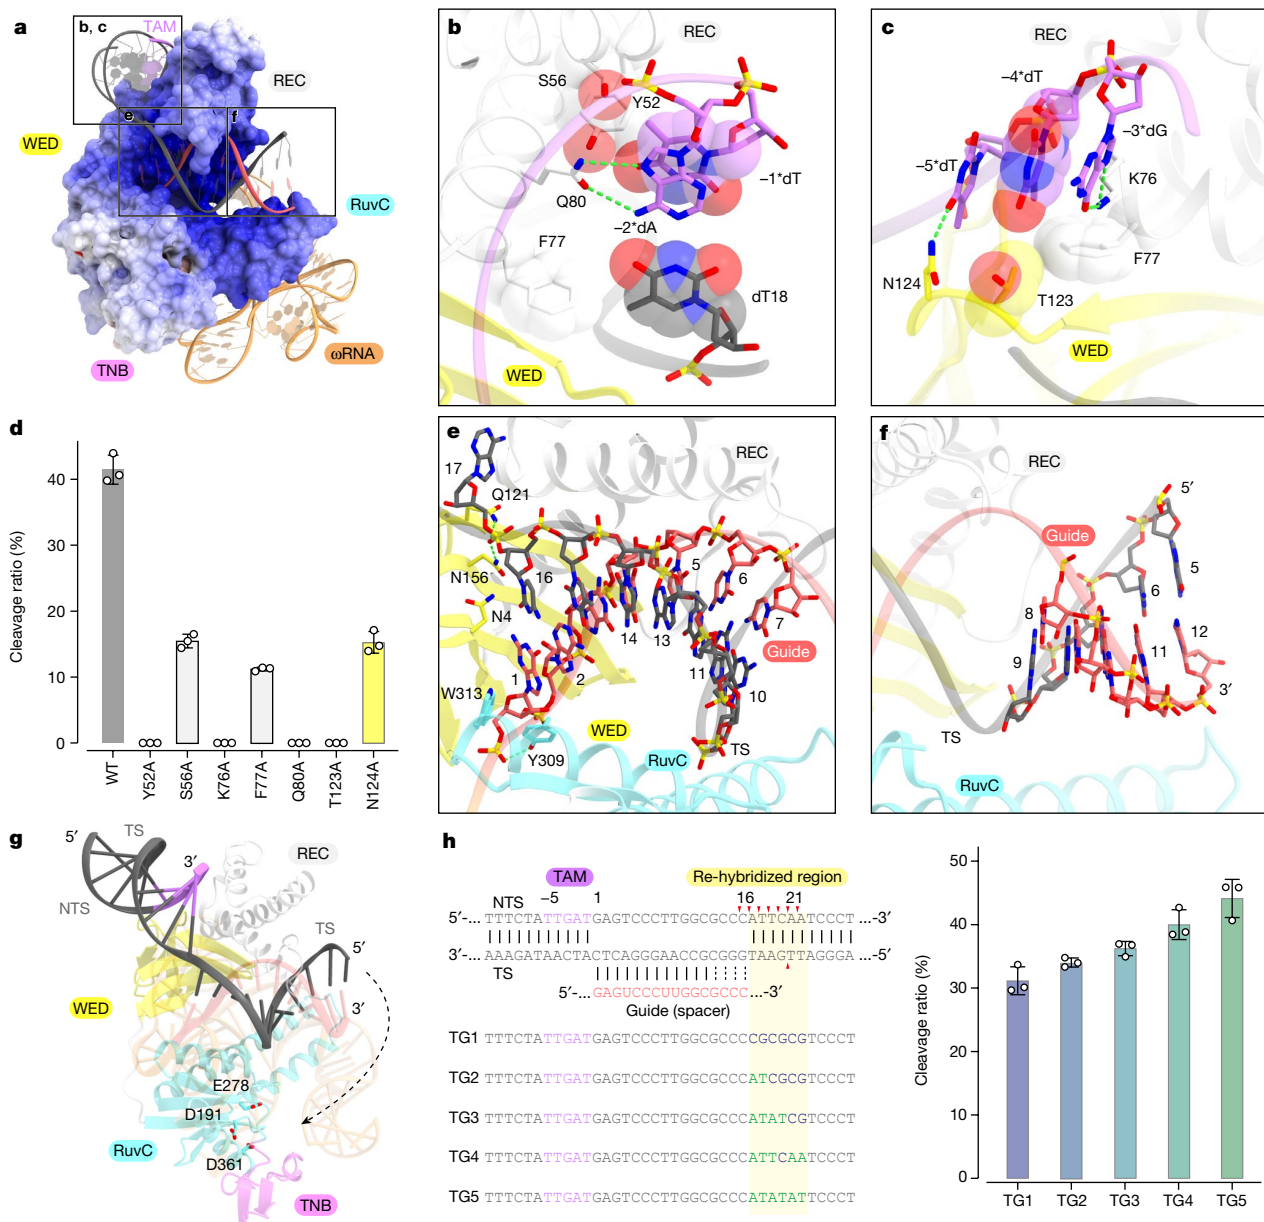 a
b, c
TAM
REC
e
f
WED
RuvC
TNB
ωRNA
b
REC
S56
Y52
–1*dT
Q80
–2*dA
F77
dT18
WED
c
REC
–4*dT
–3*dG
–5*dT
K76
F77
N124
T123
WED
d
Cleavage ratio (%)
40
30
20
10
0
WT
Y52A
S56A
K76A
F77A
Q80A
T123A
N124A
e
REC
17
Q121
N156
16
5
6
N4
14
13
7
Guide
1
2
11
10
W313
WED
TS
Y309
RuvC
f
REC
5′
Guide
5
6
8
12
9
11
3′
TS
RuvC
g
5′
TS
3′
REC
NTS
TS
5′
WED
3′
E278
D191
RuvC
D361
TNB
h
TAM
Re-hybridized region
NTS
–5
1
16
21
5′-... TTTCTATTGATGAGTCCCTTGGCGCCCATTCAATCCCT ...-3′
3′-... AAAGATAACTACTCAGGGAACCGCGGGTAAGTTAGGGA ...-5′
TS
5′-... GAGUCCCUUGGCGCCC ...-3′
Guide (spacer)
TG1 TTTCTATTGATGAGTCCCTTGGCGCCCCGCGCGTCCCT
TG2 TTTCTATTGATGAGTCCCTTGGCGCCCATCGCGTCCCT
TG3 TTTCTATTGATGAGTCCCTTGGCGCCCATATCGTCCCT
TG4 TTTCTATTGATGAGTCCCTTGGCGCCCATTCAATCCCT
TG5 TTTCTATTGATGAGTCCCTTGGCGCCCATATATTCCCT
Cleavage ratio (%)
50
40
30
20
10
0
TG1
TG2
TG3
TG4
TG5